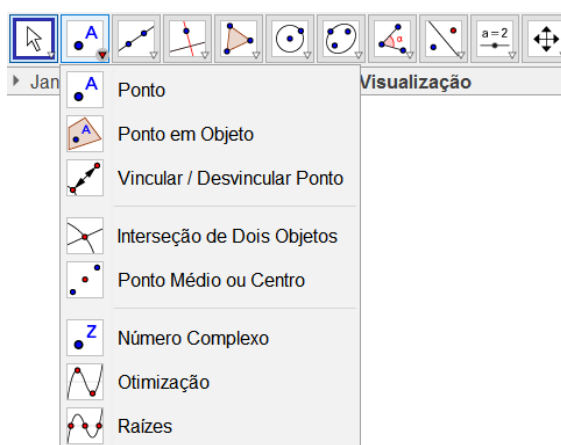 A
a=2
Jan
Visualização
A Ponto
A Ponto em Objeto
Vincular / Desvincular Ponto
Interseção de Dois Objetos
Ponto Médio ou Centro
Z Número Complexo
Otimização
Raízes